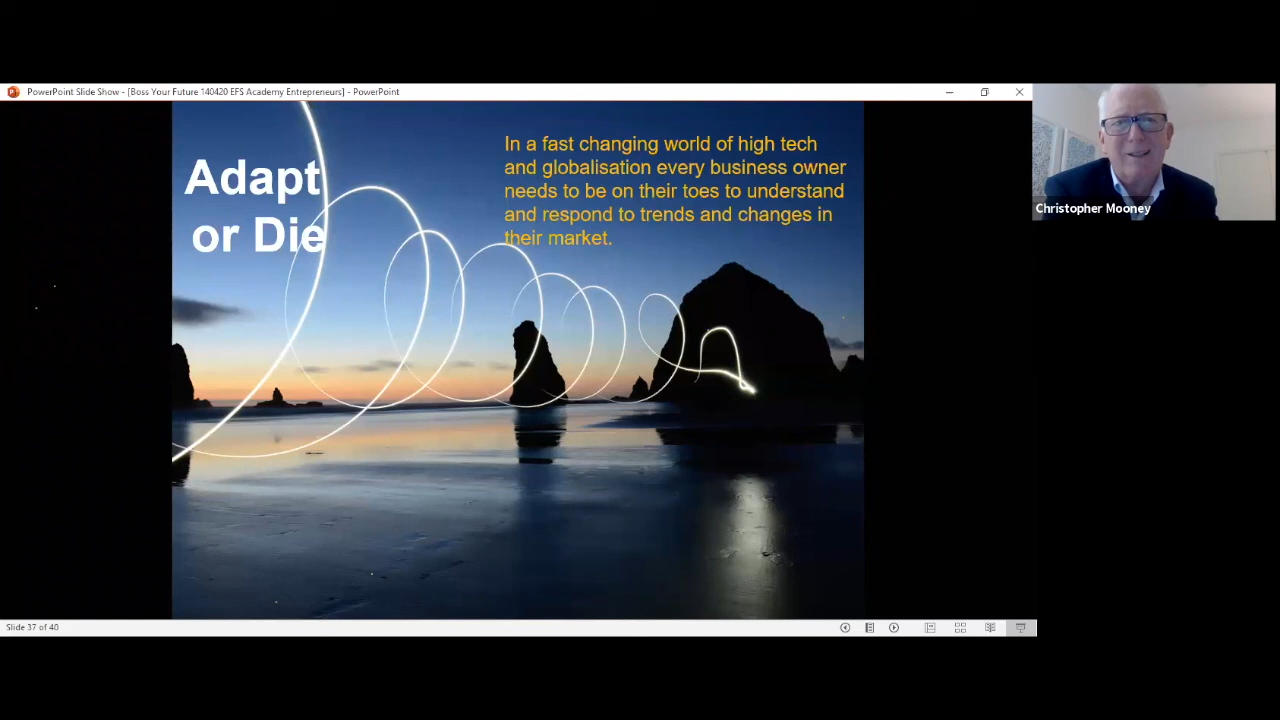 PowerPoint Slide Show - [Boss Your Future 140420 EFS Academy Entrepreneurs] - PowerPoint
Adapt
or Die
In a fast changing world of high tech
and globalisation every business owner
needs to be on their toes to understand
and respond to trends and changes in
their market.
Christopher Mooney
Slide 37 of 40